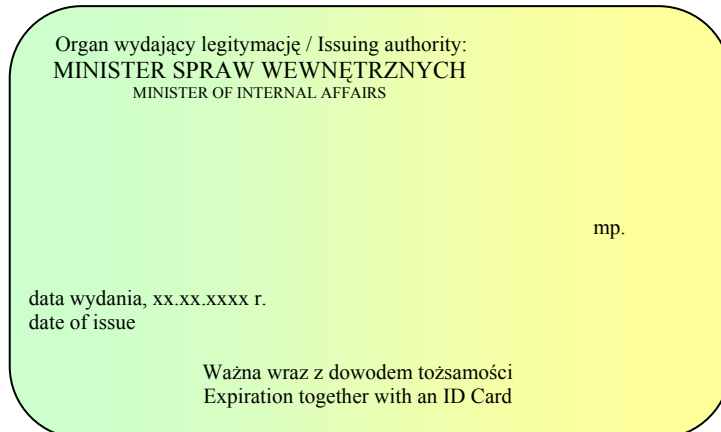 Organ wydający legitymację / Issuing authority:
MINISTER SPRAW WEWNĘTRZNYCH
MINISTER OF INTERNAL AFFAIRS
mp.
data wydania, xx.xx.xxxx r.
date of issue
Ważna wraz z dowodem tożsamości
Expiration together with an ID Card